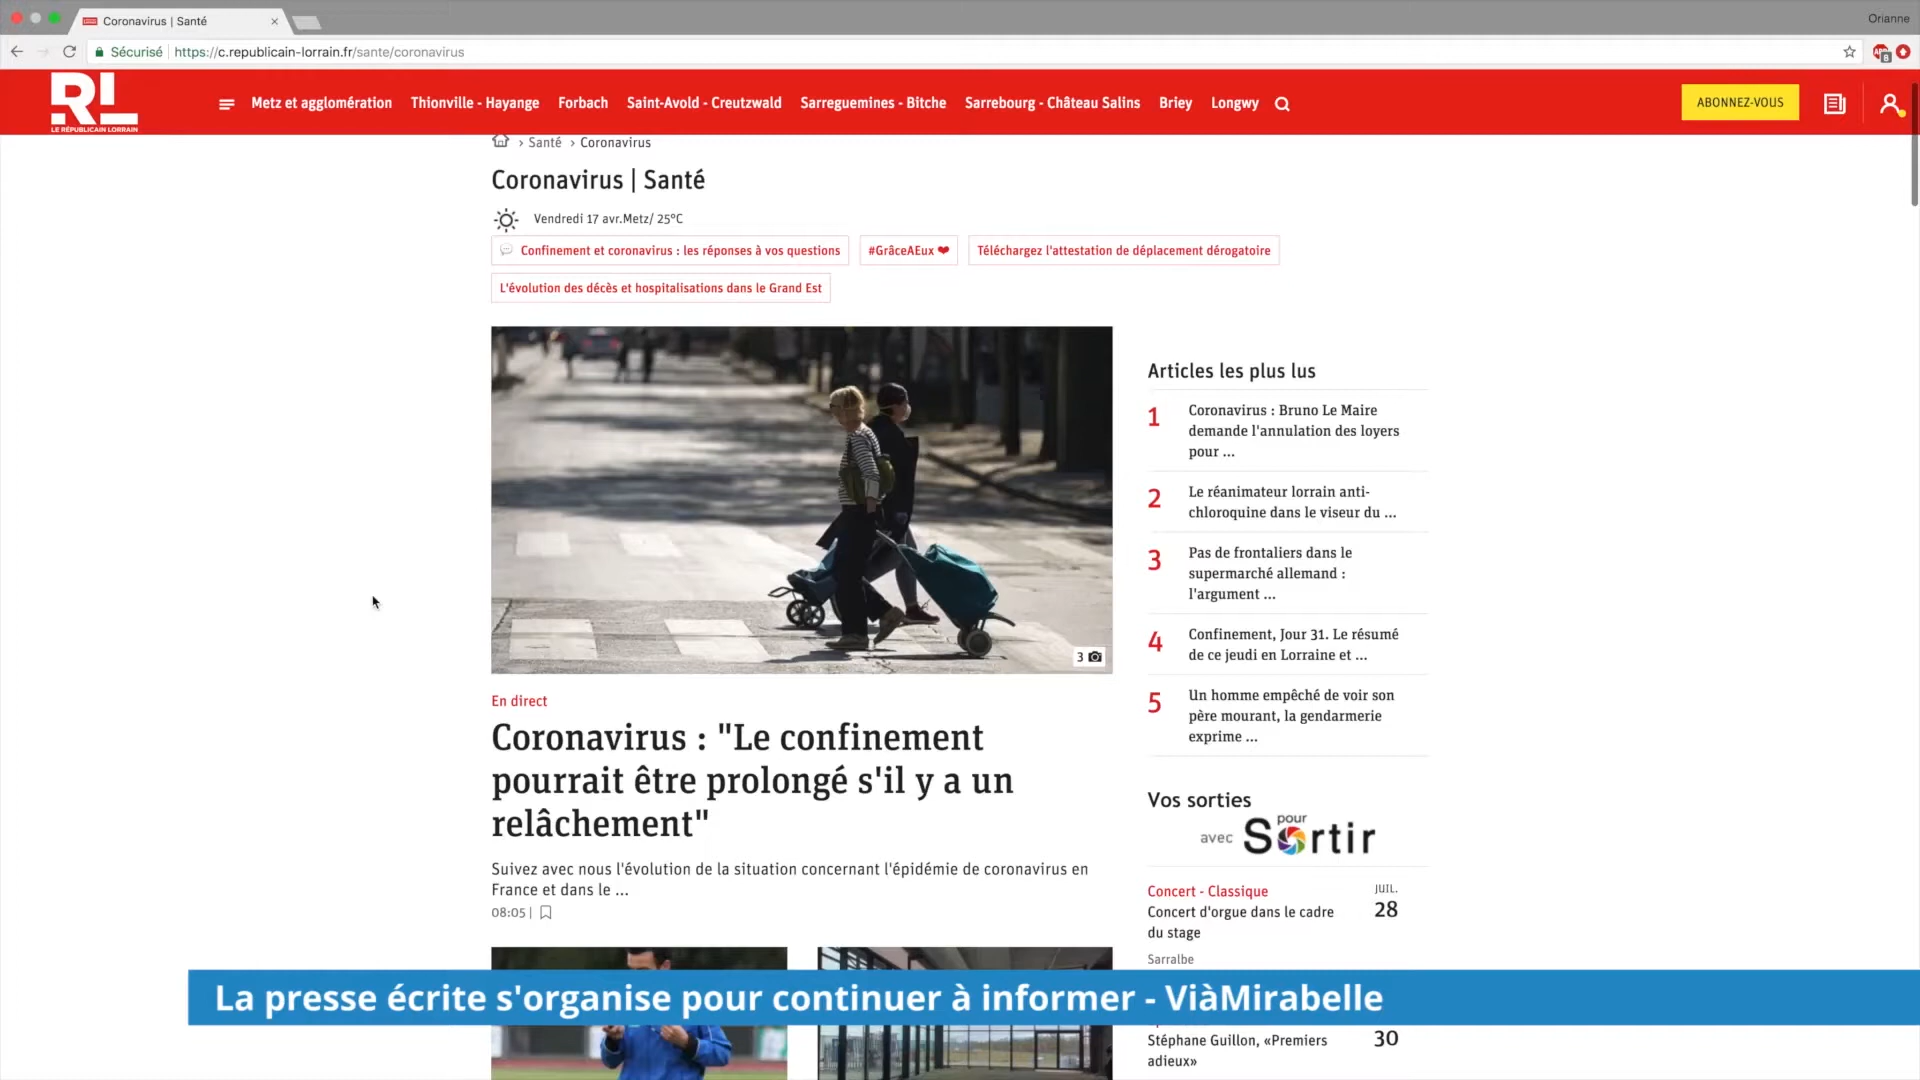 Coronavirus | Santé
Orianne
Sécurisé
https://c.republicain-lorrain.fr/sante/coronavirus
8
RL
LE RÉPUBLICAIN LORRAIN
Metz et agglomération
Thionville - Hayange
Forbach
Saint-Avold - Creutzwald
Sarreguemines - Bitche
Sarrebourg - Château Salins
Briey
Longwy
ABONNEZ-VOUS
› Santé › Coronavirus
Coronavirus | Santé
Vendredi 17 avr.Metz/ 25°C
Confinement et coronavirus : les réponses à vos questions
#GrâceAEux ❤
Téléchargez l'attestation de déplacement dérogatoire
L'évolution des décès et hospitalisations dans le Grand Est
3
En direct
Coronavirus : "Le confinement
pourrait être prolongé s'il y a un
relâchement"
Suivez avec nous l'évolution de la situation concernant l'épidémie de coronavirus en
France et dans le ...
08:05 |
Articles les plus lus
1
Coronavirus : Bruno Le Maire
demande l'annulation des loyers
pour ...
2
Le réanimateur lorrain anti-
chloroquine dans le viseur du ...
3
Pas de frontaliers dans le
supermarché allemand :
l'argument ...
4
Confinement, Jour 31. Le résumé
de ce jeudi en Lorraine et ...
5
Un homme empêché de voir son
père mourant, la gendarmerie
exprime ...
Vos sorties
avec pour Sortir
Concert - Classique
JUIL.
28
Concert d'orgue dans le cadre
du stage
Sarralbe
La presse écrite s'organise pour continuer à informer - ViàMirabelle
30
Stéphane Guillon, «Premiers
adieux»